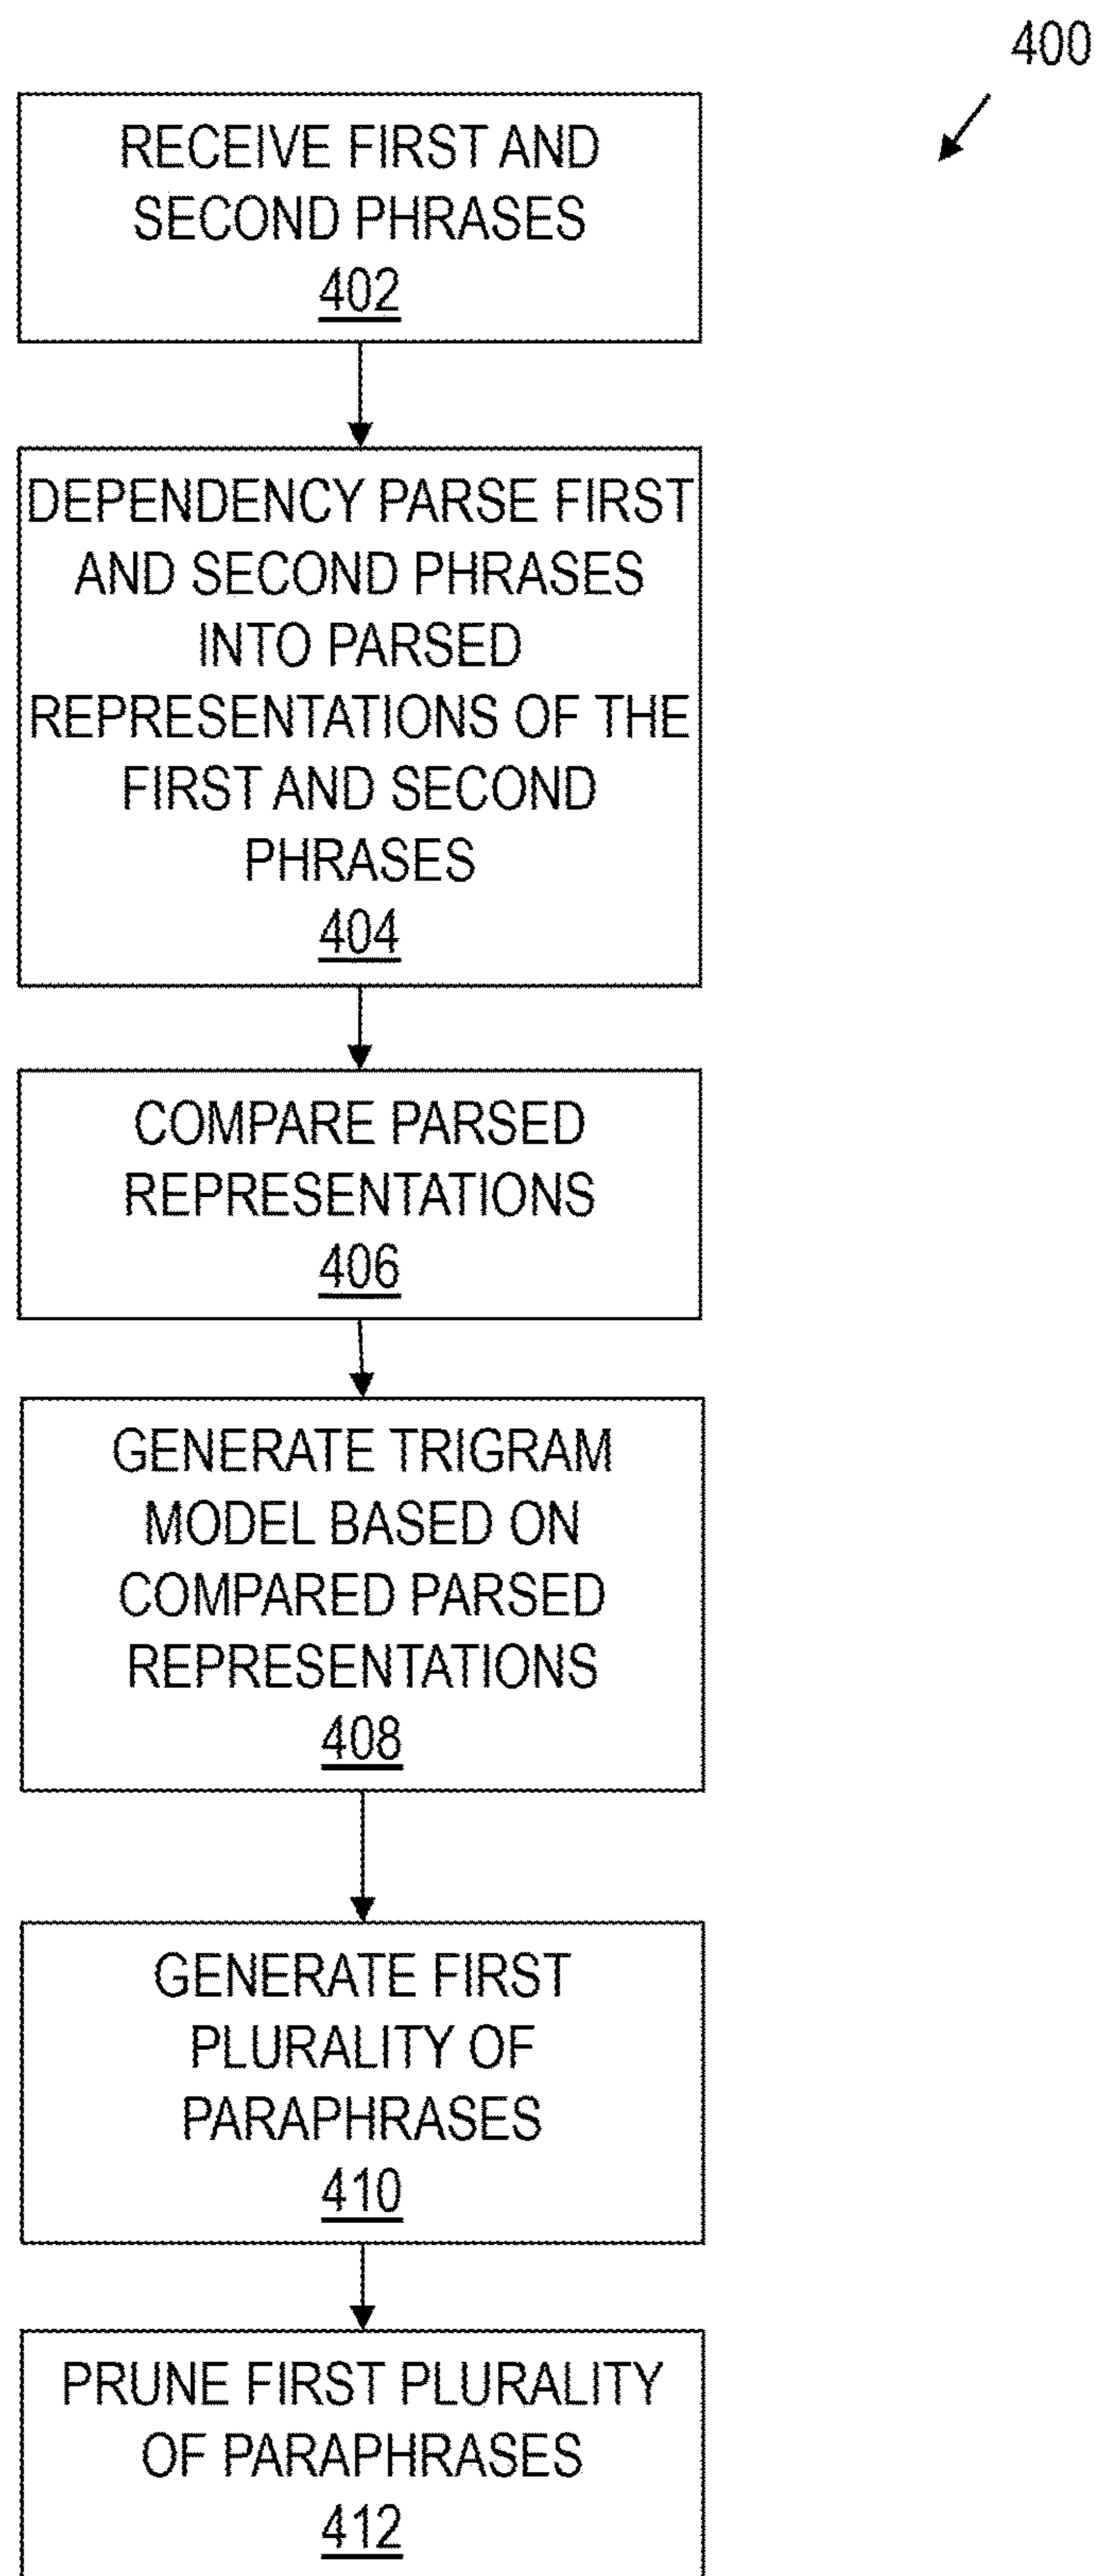 400
RECEIVE FIRST AND
SECOND PHRASES
402
DEPENDENCY PARSE FIRST
AND SECOND PHRASES
INTO PARSED
REPRESENTATIONS OF THE
FIRST AND SECOND
PHRASES
404
COMPARE PARSED
REPRESENTATIONS
406
GENERATE TRIGRAM
MODEL BASED ON
COMPARED PARSED
REPRESENTATIONS
408
GENERATE FIRST
PLURALITY OF
PARAPHRASES
410
PRUNE FIRST PLURALITY
OF PARAPHRASES
412